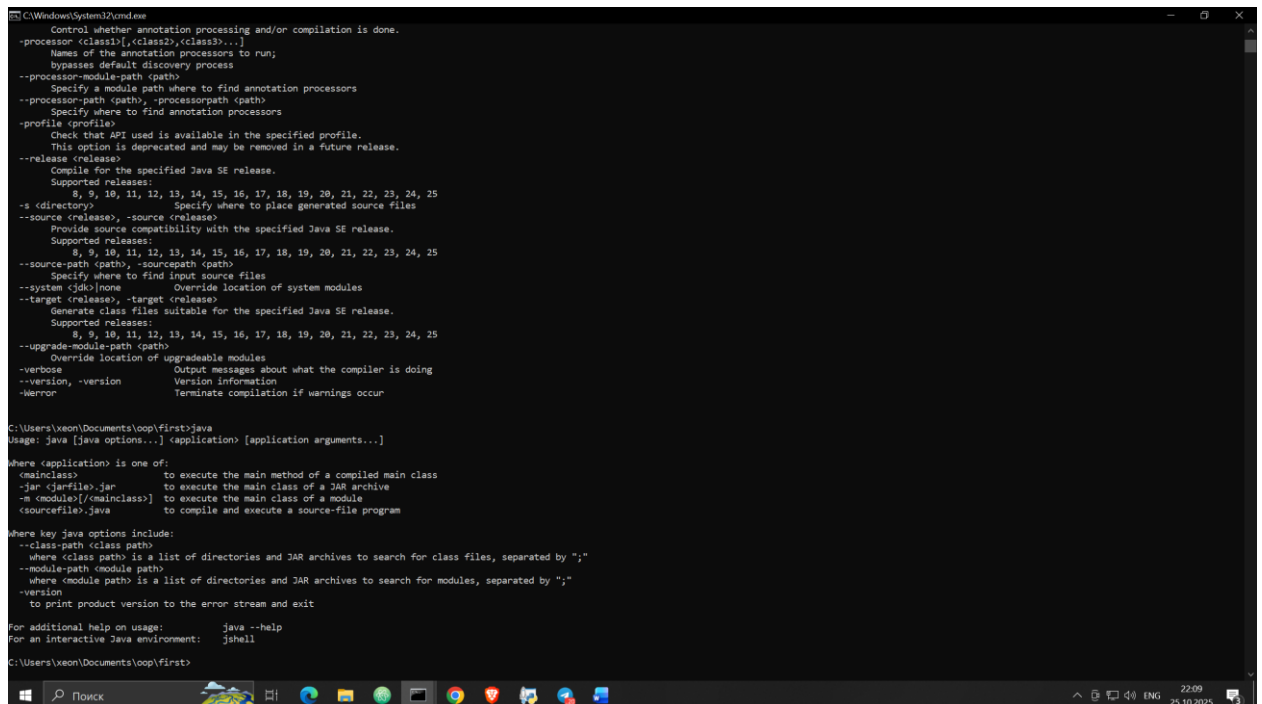 C:\Windows\System32\cmd.exe
Control whether annotation processing and/or compilation is done.
-processor <class1>[,<class2>,<class3>...]
Names of the annotation processors to run;
bypasses default discovery process
--processor-module-path <path>
Specify a module path where to find annotation processors
--processor-path <path>, -processorpath <path>
Specify where to find annotation processors
-profile <profile>
Check that API used is available in the specified profile.
This option is deprecated and may be removed in a future release.
--release <release>
Compile for the specified Java SE release.
Supported releases:
8, 9, 10, 11, 12, 13, 14, 15, 16, 17, 18, 19, 20, 21, 22, 23, 24, 25
-s <directory> Specify where to place generated source files
--source <release>, -source <release>
Provide source compatibility with the specified Java SE release.
Supported releases:
8, 9, 10, 11, 12, 13, 14, 15, 16, 17, 18, 19, 20, 21, 22, 23, 24, 25
--source-path <path>, -sourcepath <path>
Specify where to find input source files
--system <jdk>|none Override location of system modules
--target <release>, -target <release>
Generate class files suitable for the specified Java SE release.
Supported releases:
8, 9, 10, 11, 12, 13, 14, 15, 16, 17, 18, 19, 20, 21, 22, 23, 24, 25
--upgrade-module-path <path>
Override location of upgradeable modules
-verbose Output messages about what the compiler is doing
--version, -version Version information
-Werror Terminate compilation if warnings occur
C:\Users\xeon\Documents\oop\first>java
Usage: java [java options...] <application> [application arguments...]
Where <application> is one of:
<mainclass> to execute the main method of a compiled main class
-jar <jarfile>.jar to execute the main class of a JAR archive
-m <module>[/<mainclass>] to execute the main class of a module
<sourcefile>.java to compile and execute a source-file program
Where key java options include:
--class-path <class path>
where <class path> is a list of directories and JAR archives to search for class files, separated by ";"
--module-path <module path>
where <module path> is a list of directories and JAR archives to search for modules, separated by ";"
-version
to print product version to the error stream and exit
For additional help on usage: java --help
For an interactive Java environment: jshell
C:\Users\xeon\Documents\oop\first>
Поиск
ENG
22:09
25.10.2025
3